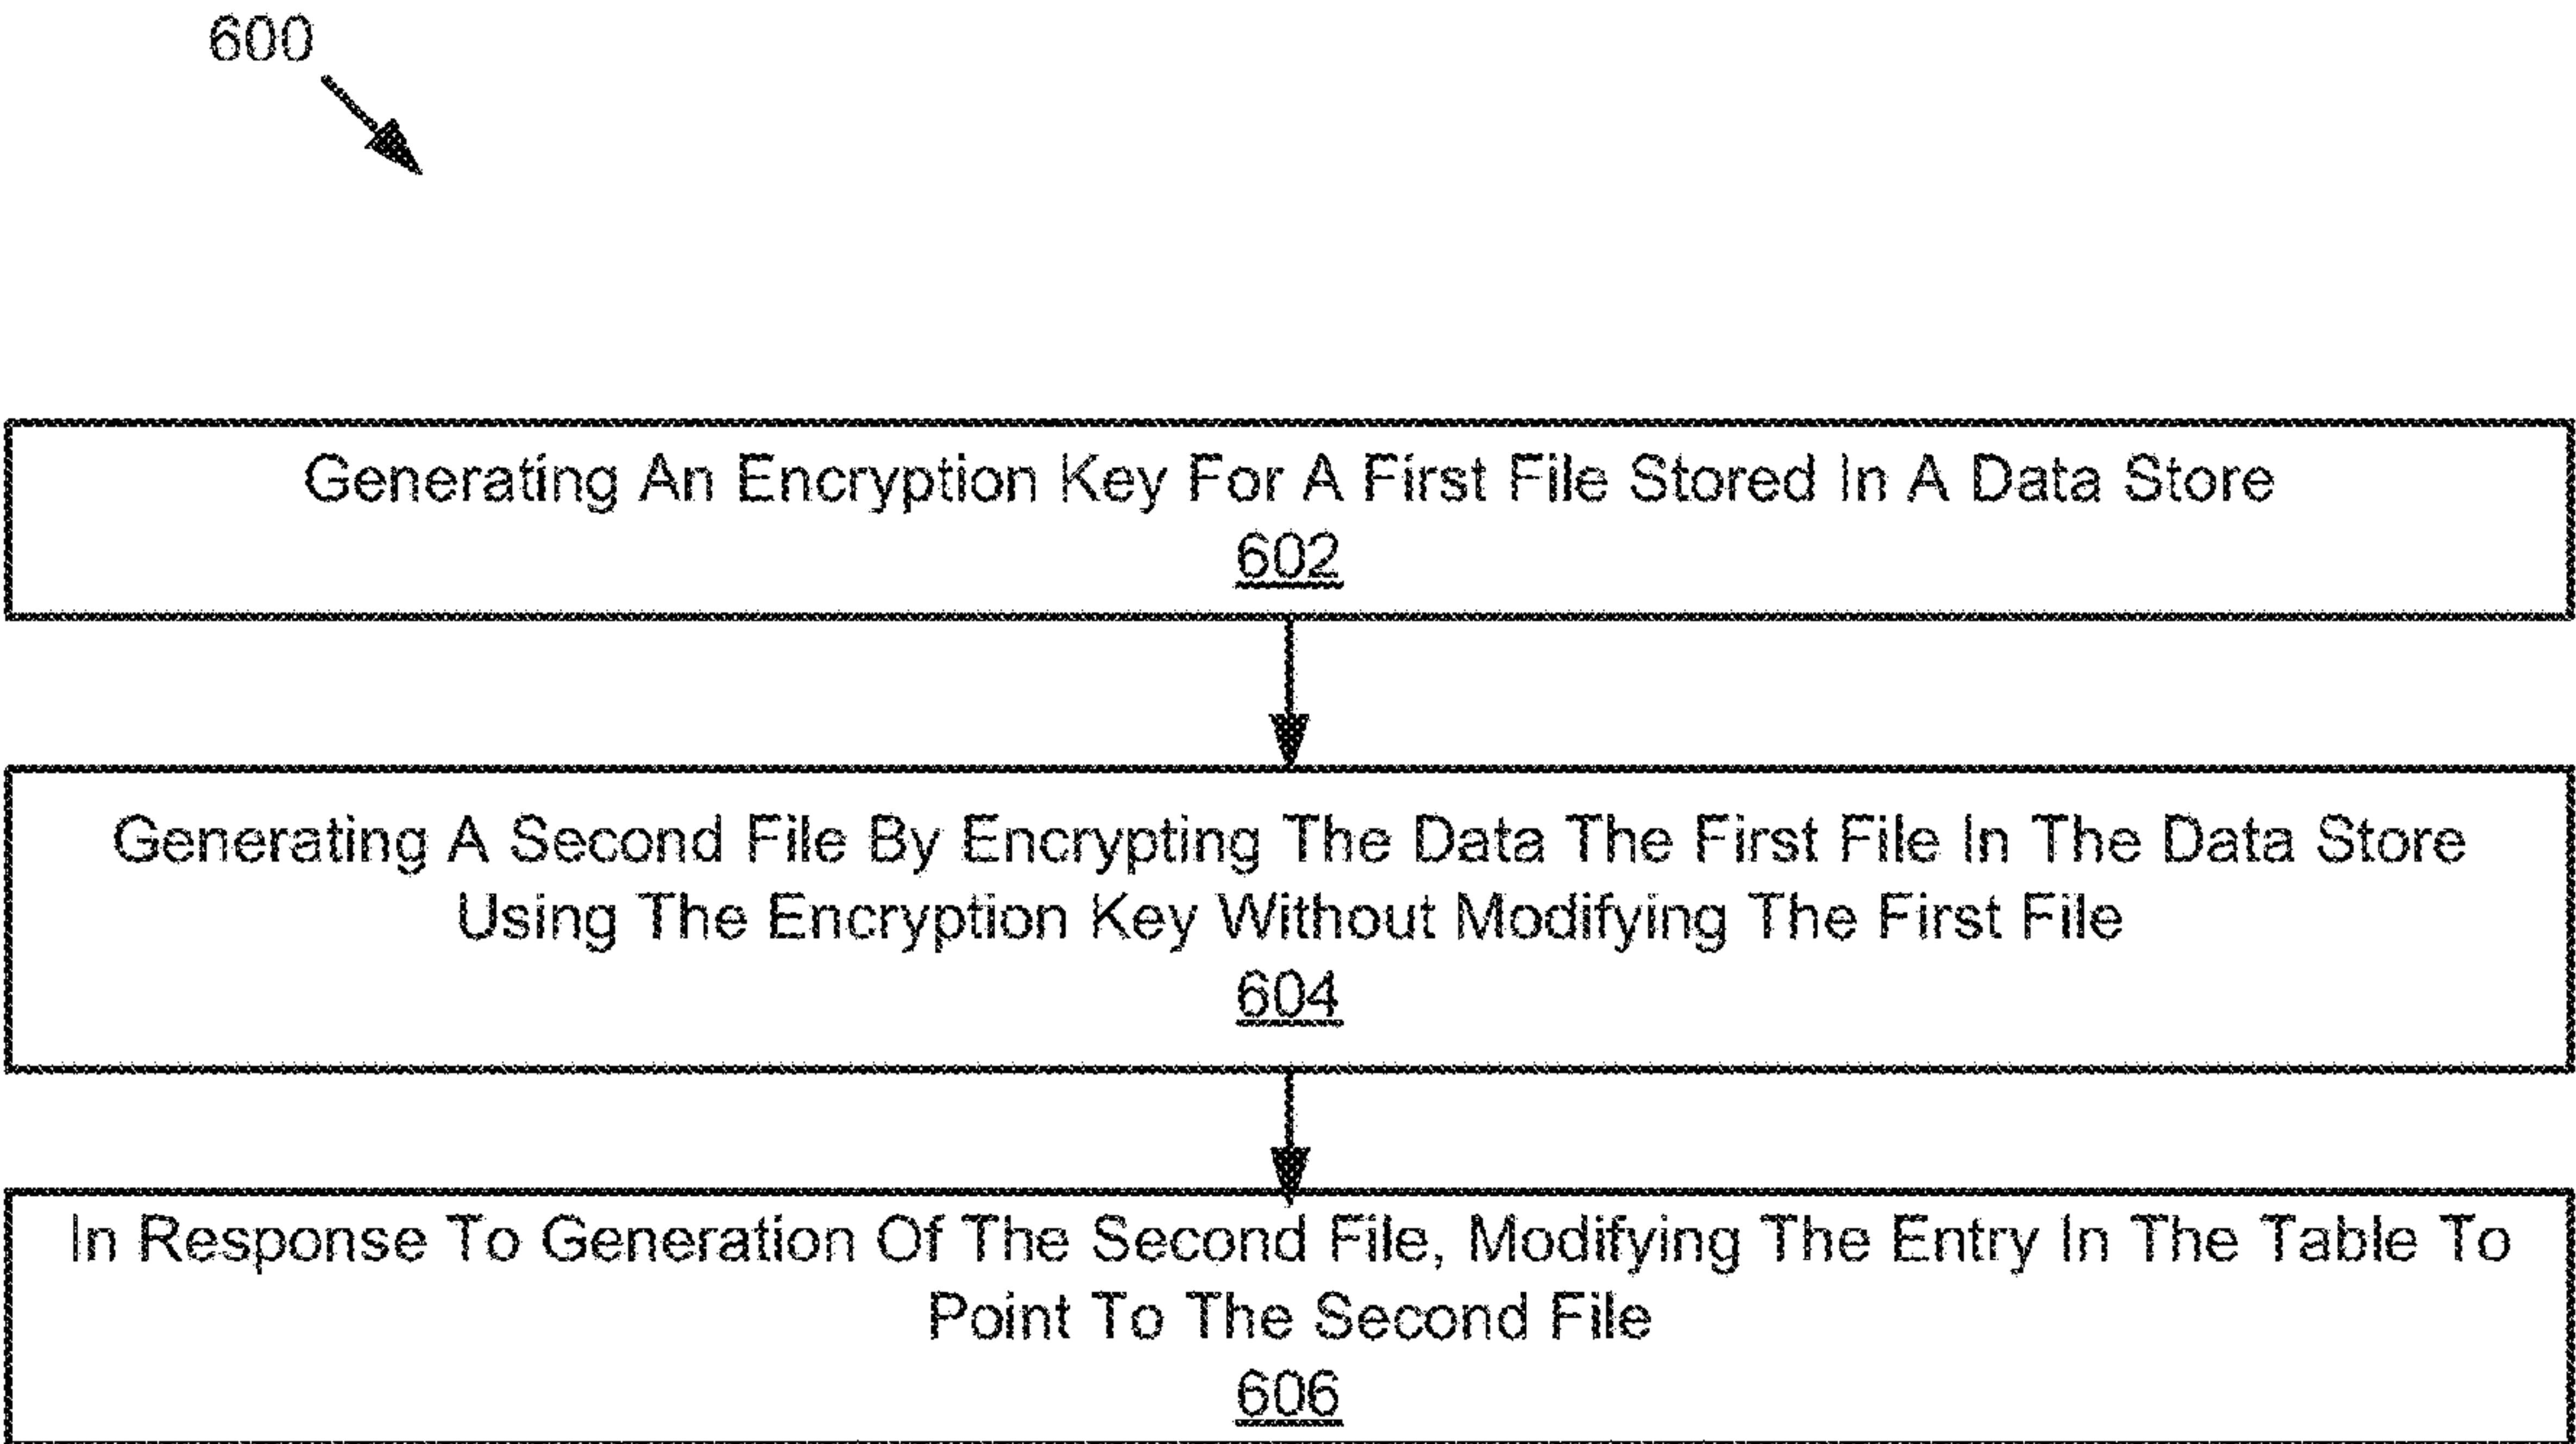 600
Generating An Encryption Key For A First File Stored In A Data Store
602
Generating A Second File By Encrypting The Data The First File In The Data Store
Using The Encryption Key Without Modifying The First File
604
In Response To Generation Of The Second File, Modifying The Entry In The Table To
Point To The Second File
606